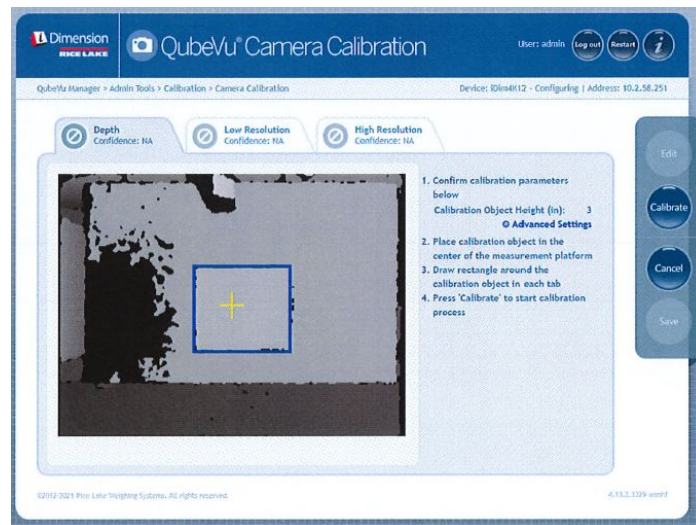 Dimension
RICE LAKE
QubeVu® Camera Calibration
User: admin
Log out
Restart
i
QubeVu Manager > Admin Tools > Calibration > Camera Calibration
Device: iDim4K12 - Configuring | Address: 10.2.58.251
Depth
Confidence: NA
Low Resolution
Confidence: NA
High Resolution
Confidence: NA
Edit
Calibrate
Cancel
Save
1. Confirm calibration parameters
below
Calibration Object Height (in): 3
Advanced Settings
2. Place calibration object in the
center of the measurement platform
3. Draw rectangle around the
calibration object in each tab
4. Press 'Calibrate' to start calibration
process
©2012-2021 Rice Lake Weighing Systems. All rights reserved.